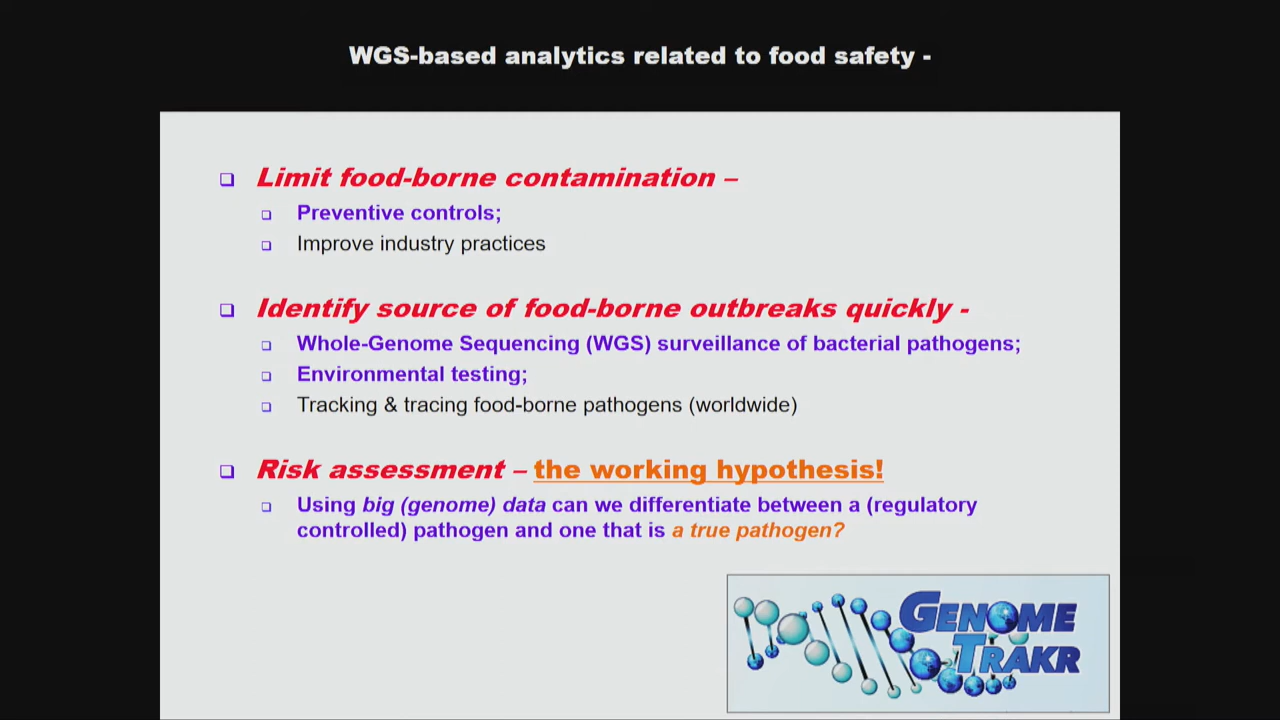 WGS-based analytics related to food safety -
Limit food-borne contamination –
Preventive controls;
Improve industry practices
Identify source of food-borne outbreaks quickly -
Whole-Genome Sequencing (WGS) surveillance of bacterial pathogens;
Environmental testing;
Tracking & tracing food-borne pathogens (worldwide)
Risk assessment – the working hypothesis!
Using big (genome) data can we differentiate between a (regulatory
controlled) pathogen and one that is a true pathogen?
GENOME
TRAKR